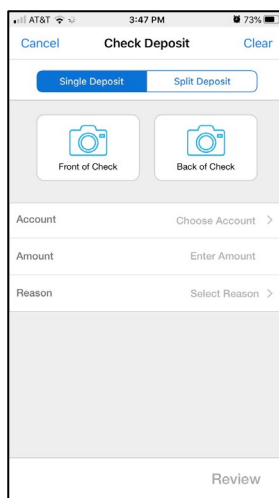 AT&T 3:47 PM 73%
Cancel Check Deposit Clear
Single Deposit Split Deposit
Front of Check Back of Check
Account Choose Account >
Amount Enter Amount
Reason Select Reason >
Review